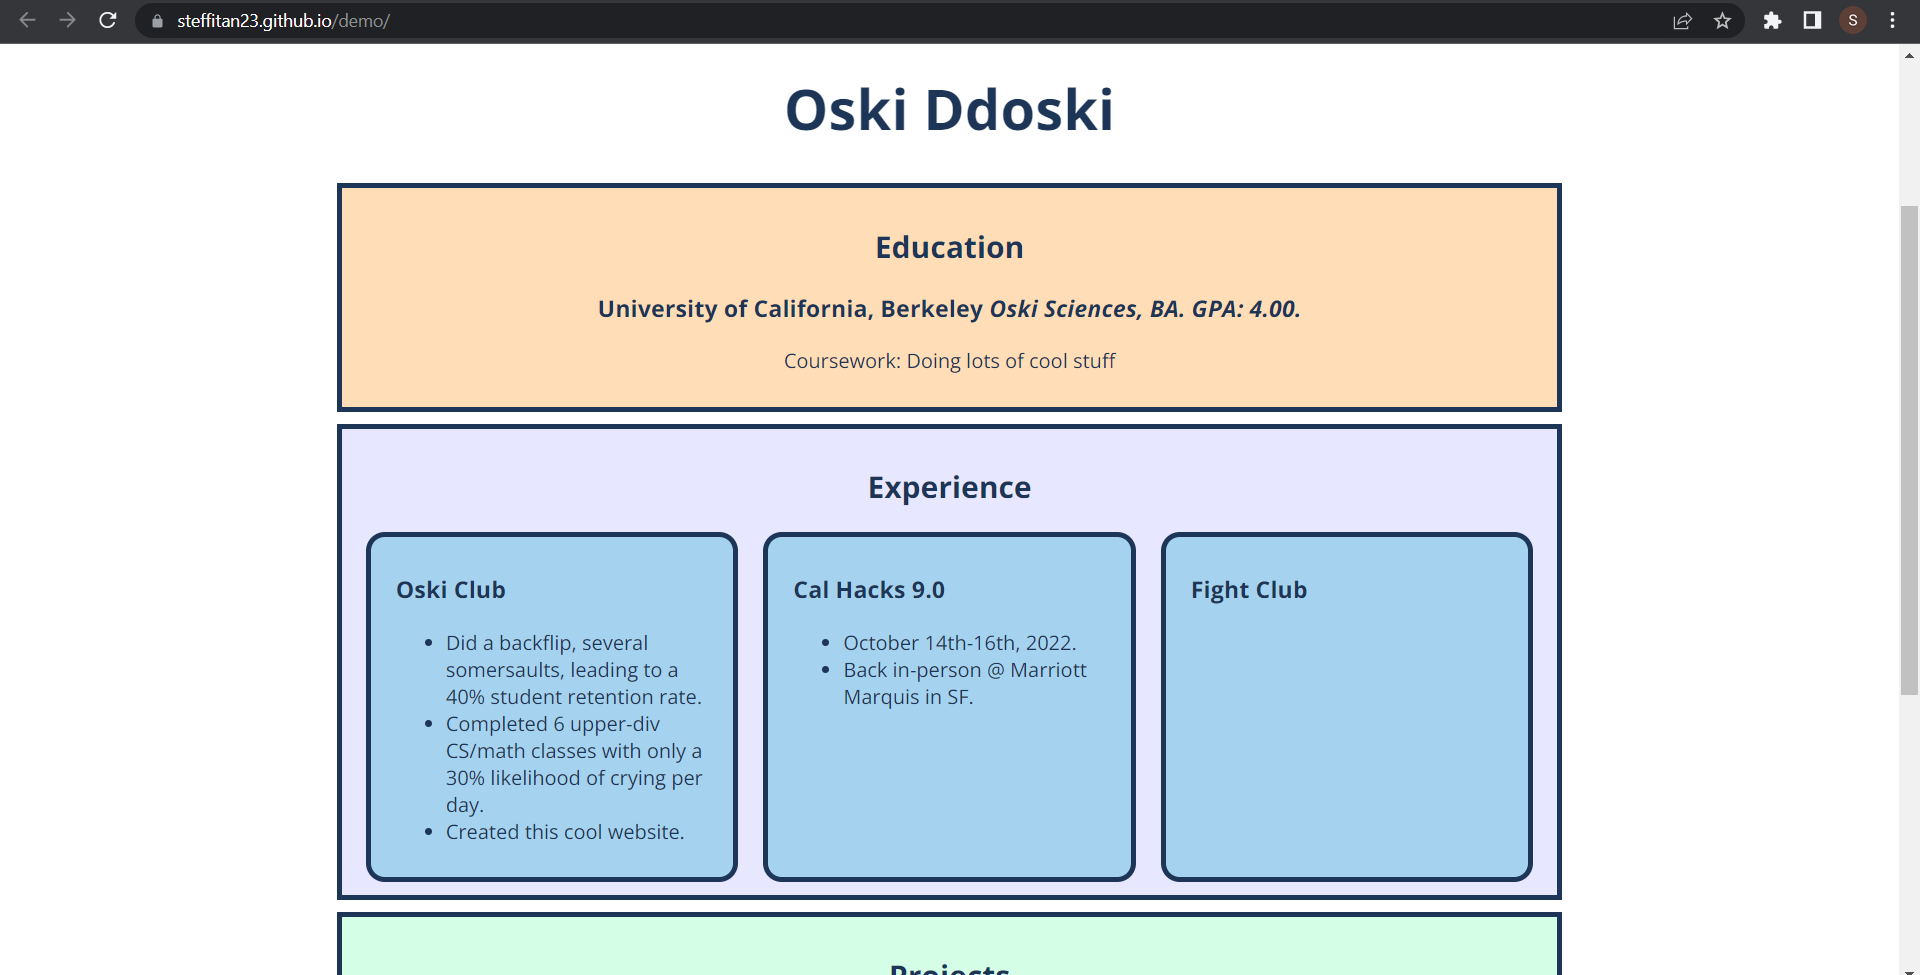 steffitan23.github.io/demo/
S
Oski Ddoski
Education
University of California, Berkeley Oski Sciences, BA. GPA: 4.00.
Coursework: Doing lots of cool stuff
Experience
Oski Club
• Did a backflip, several
somersaults, leading to a
40% student retention rate.
• Completed 6 upper-div
CS/math classes with only a
30% likelihood of crying per
day.
• Created this cool website.
Cal Hacks 9.0
• October 14th-16th, 2022.
• Back in-person @ Marriott
Marquis in SF.
Fight Club
Projects